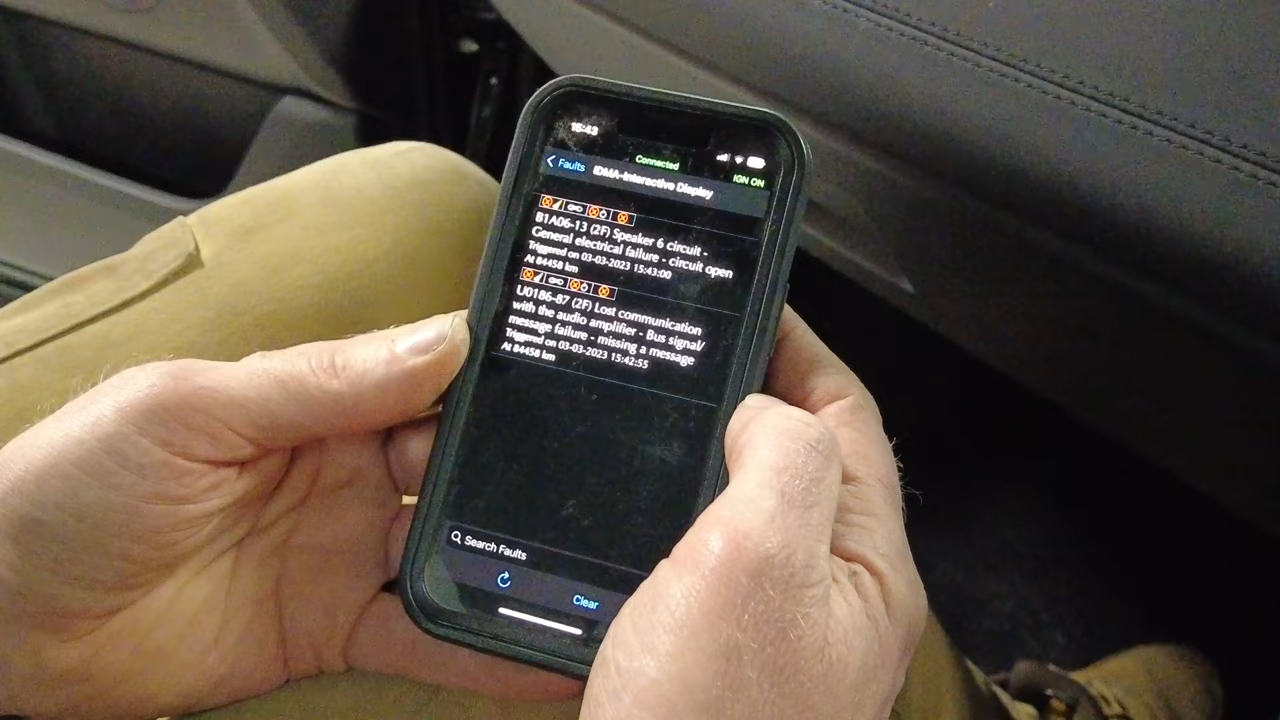 15:43
Connected
Faults IDMA-Interactive Display IGN ON
B1A06-13 (2F) Speaker 6 circuit -
General electrical failure - circuit open
Triggered on 03-03-2023 15:43:00
At 84458 km
U0186-87 (2F) Lost communication
with the audio amplifier - Bus signal/
message failure - missing a message
Triggered on 03-03-2023 15:42:55
At 84458 km
Search Faults
Clear